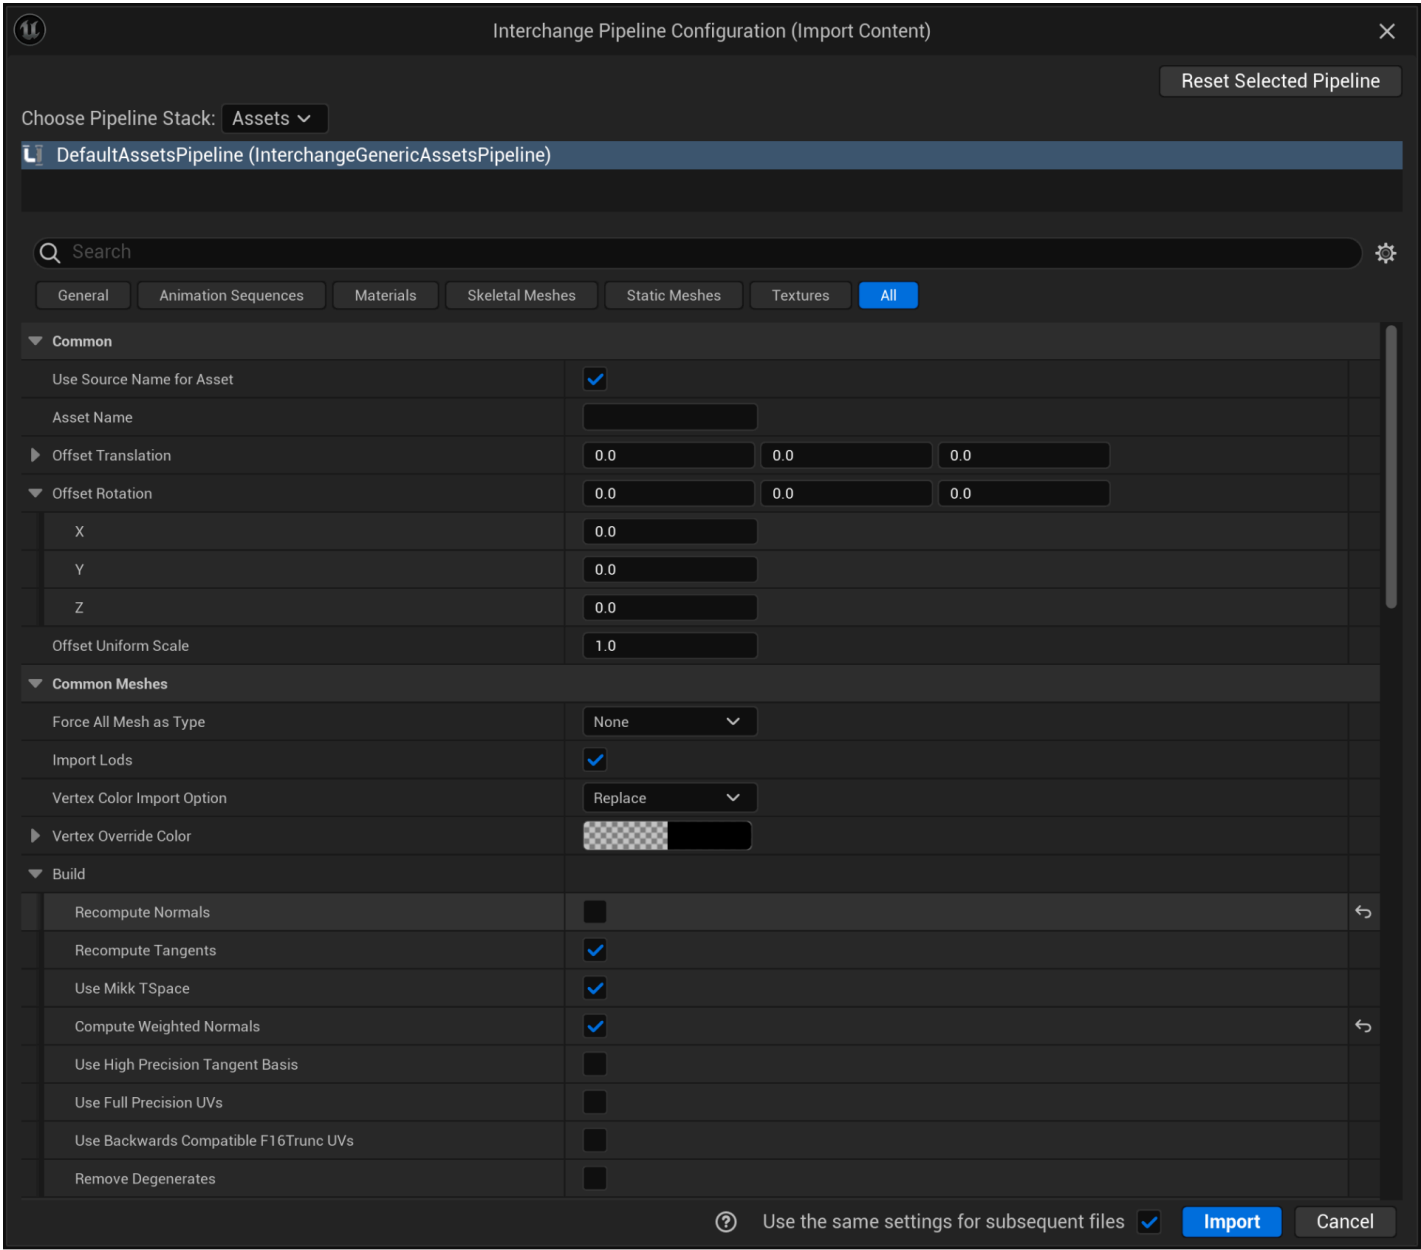 Interchange Pipeline Configuration (Import Content)
Reset Selected Pipeline
Choose Pipeline Stack: Assets
DefaultAssetsPipeline (InterchangeGenericAssetsPipeline)
Search
General Animation Sequences Materials Skeletal Meshes Static Meshes Textures All
Common
Use Source Name for Asset
Asset Name
Offset Translation 0.0 0.0 0.0
Offset Rotation 0.0 0.0 0.0
X 0.0
Y 0.0
Z 0.0
Offset Uniform Scale 1.0
Common Meshes
Force All Mesh as Type None
Import Lods
Vertex Color Import Option Replace
Vertex Override Color
Build
Recompute Normals
Recompute Tangents
Use Mikk TSpace
Compute Weighted Normals
Use High Precision Tangent Basis
Use Full Precision UVs
Use Backwards Compatible F16Trunc UVs
Remove Degenerates
Use the same settings for subsequent files Import Cancel